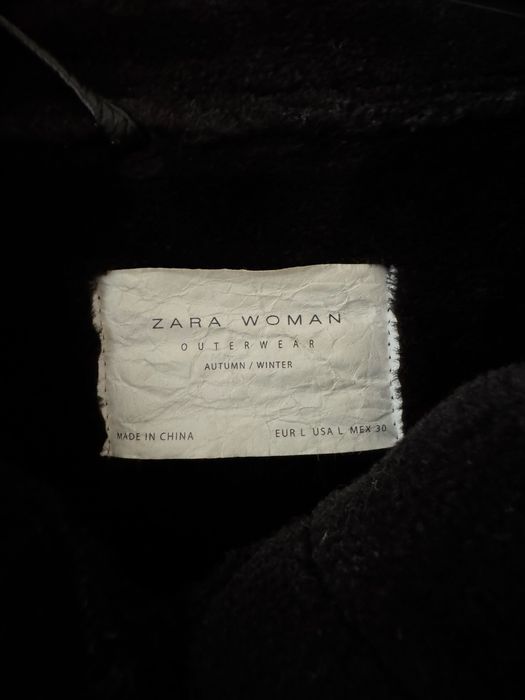 ZARA WOMAN
OUTERWEAR
AUTUMN / WINTER
MADE IN CHINA EUR L USA L MEX 30